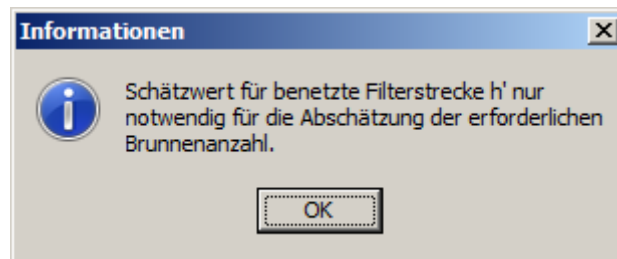 Informationen
Schätzwert für benetzte Filterstrecke h' nur
notwendig für die Abschätzung der erforderlichen
Brunnenanzahl.
OK